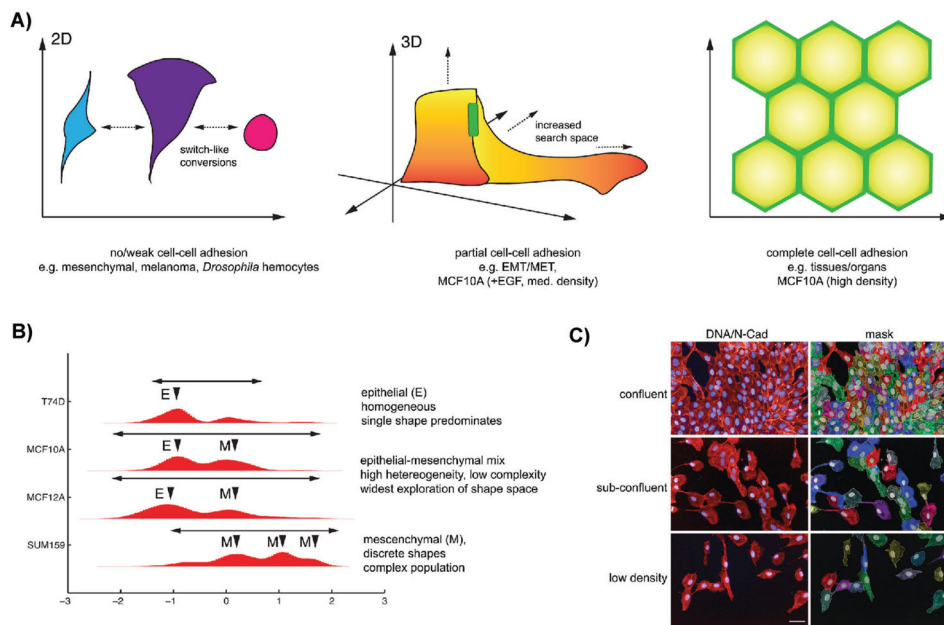 A)
2D
switch-like
conversions
no/weak cell-cell adhesion
e.g. mesenchymal, melanoma, Drosophila hemocytes
3D
increased
search space
partial cell-cell adhesion
e.g. EMT/MET,
MCF10A (+EGF, med. density)
complete cell-cell adhesion
e.g. tissues/organs
MCF10A (high density)
B)
T74D
E
epithelial (E)
homogeneous
single shape predominates
MCF10A
E M
epithelial-mesenchymal mix
high heterogeneity, low complexity
widest exploration of shape space
MCF12A
E M
SUM159
M M M
mescenchymal (M),
discrete shapes
complex population
−3 −2 −1 0 1 2 3
C)
DNA/N-Cad mask
confluent
sub-confluent
low density